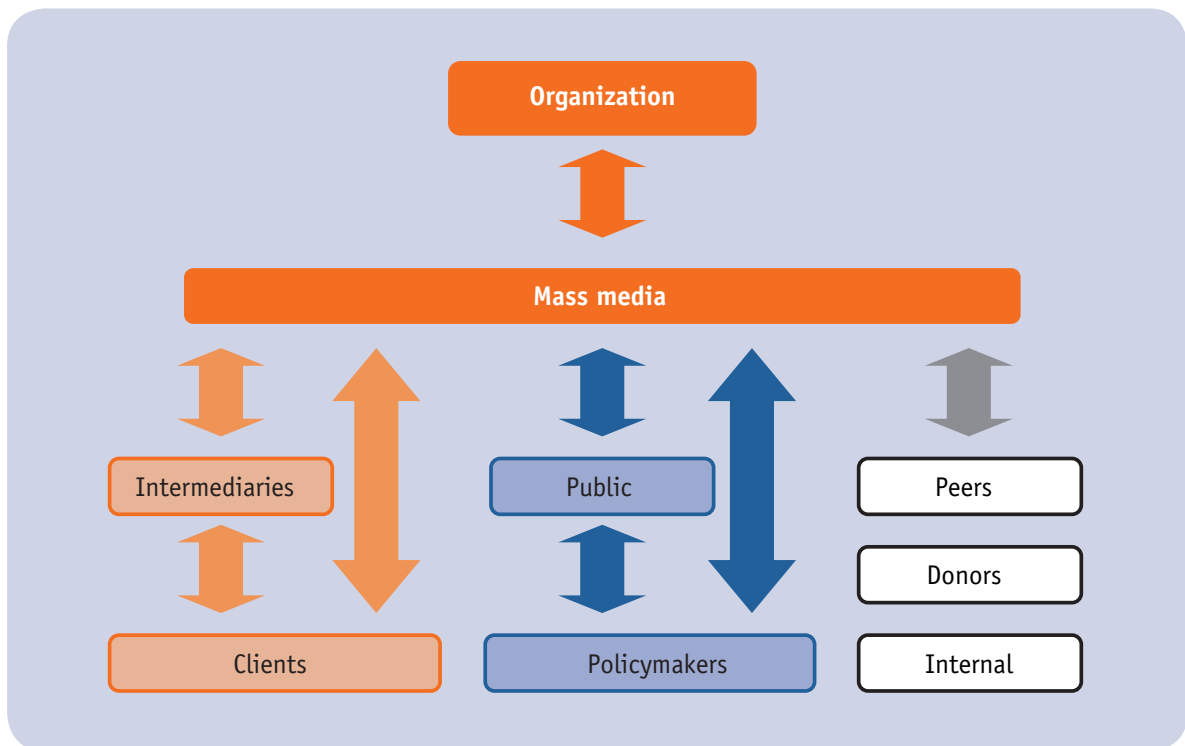 Organization
Mass media
Intermediaries
Public
Peers
Donors
Clients
Policymakers
Internal